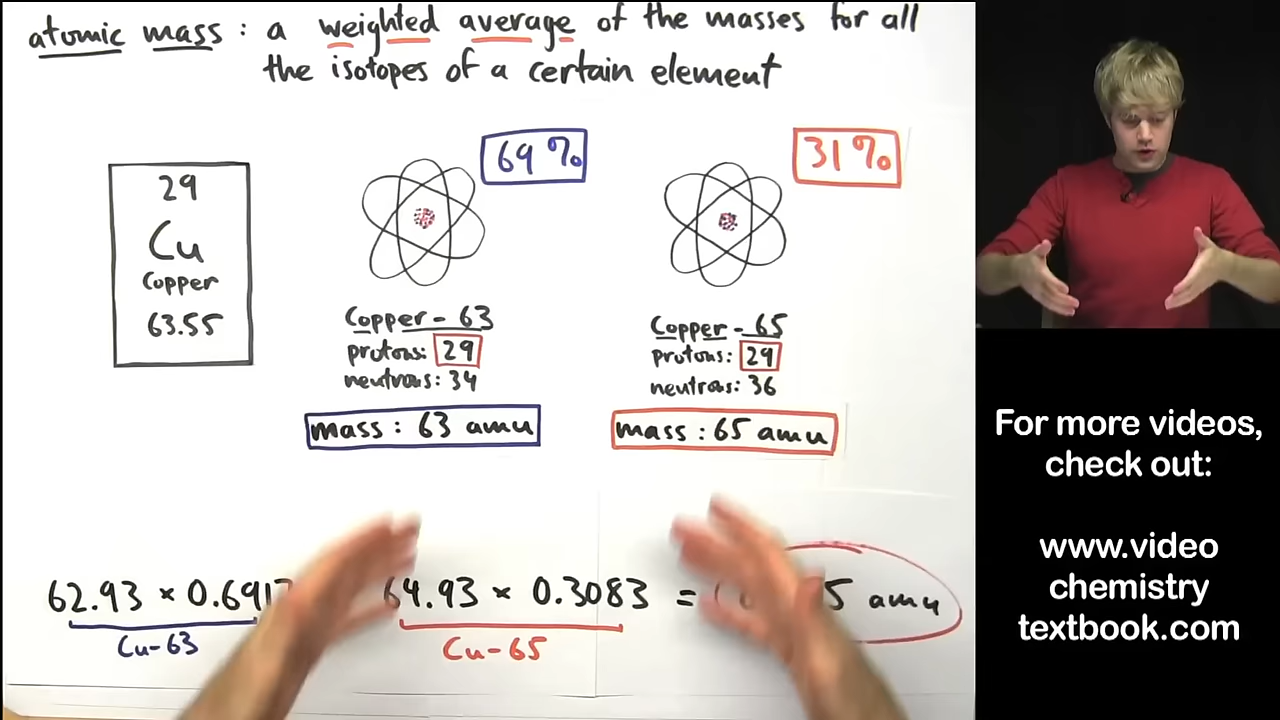 atomic mass : a weighted average of the masses for all
the isotopes of a certain element
69%
31%
29
Cu
Copper
63.55
Copper - 63
protons: 29
neutrons: 34
mass : 63 amu
Copper - 65
protons: 29
neutrons: 36
mass : 65 amu
62.93 × 0.6917 64.93 × 0.3083 = amu
Cu-63
Cu-65
For more videos,
check out:
www.video
chemistry
textbook.com